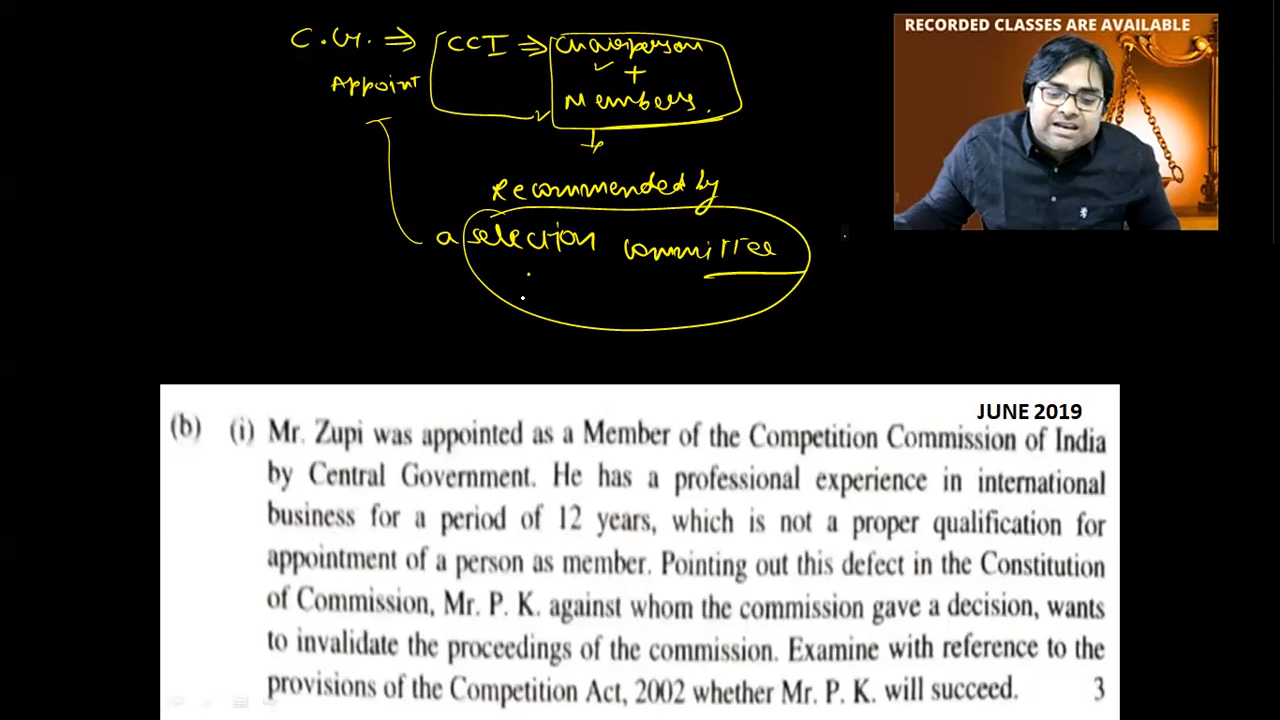 RECORDED CLASSES ARE AVAILABLE
C.G. ⇒ CCI ⇒ Chairperson
Appoint
+
Members.
Recommended by
a selection committee
JUNE 2019
(b) (i) Mr. Zupi was appointed as a Member of the Competition Commission of India
by Central Government. He has a professional experience in international
business for a period of 12 years, which is not a proper qualification for
appointment of a person as member. Pointing out this defect in the Constitution
of Commission, Mr. P. K. against whom the commission gave a decision, wants
to invalidate the proceedings of the commission. Examine with reference to the
provisions of the Competition Act, 2002 whether Mr. P. K. will succeed. 3